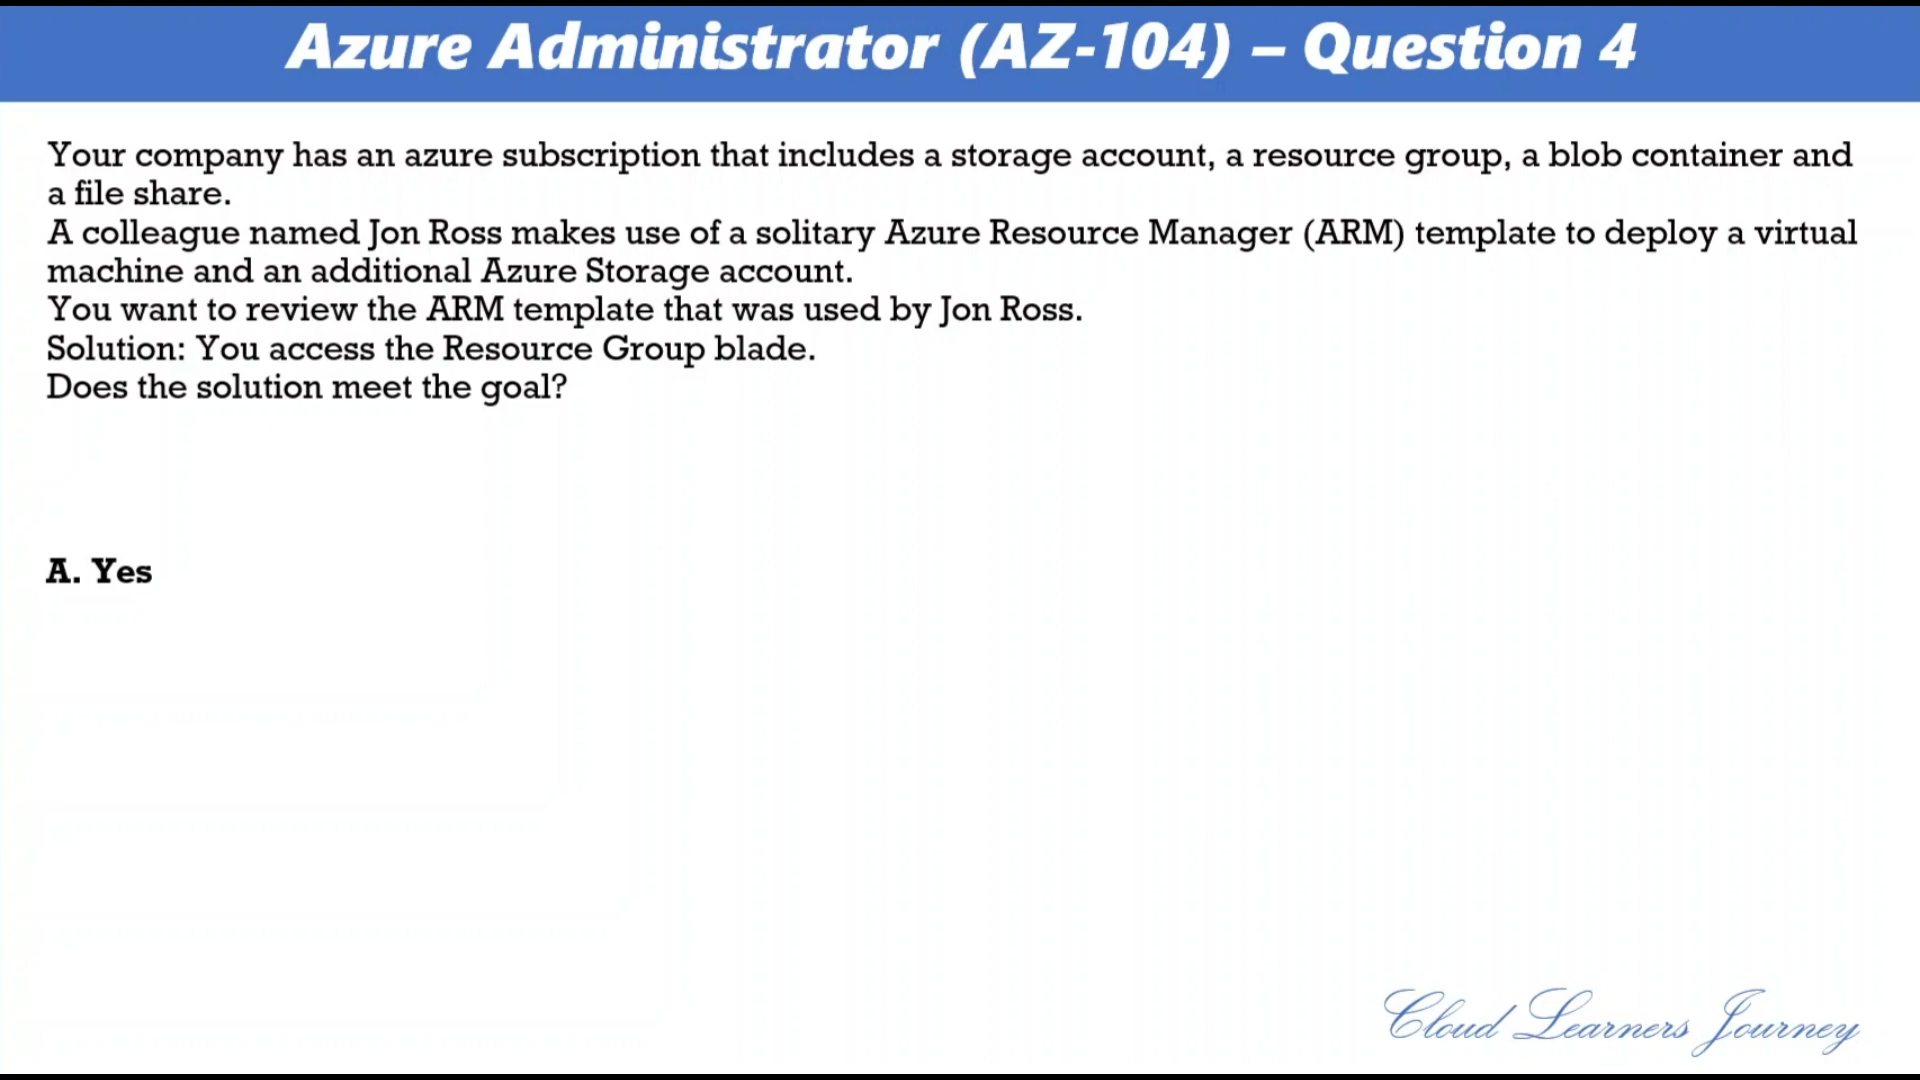 Azure Administrator (AZ-104) – Question 4
Your company has an azure subscription that includes a storage account, a resource group, a blob container and
a file share.
A colleague named Jon Ross makes use of a solitary Azure Resource Manager (ARM) template to deploy a virtual
machine and an additional Azure Storage account.
You want to review the ARM template that was used by Jon Ross.
Solution: You access the Resource Group blade.
Does the solution meet the goal?
A. Yes
Cloud Learners Journey